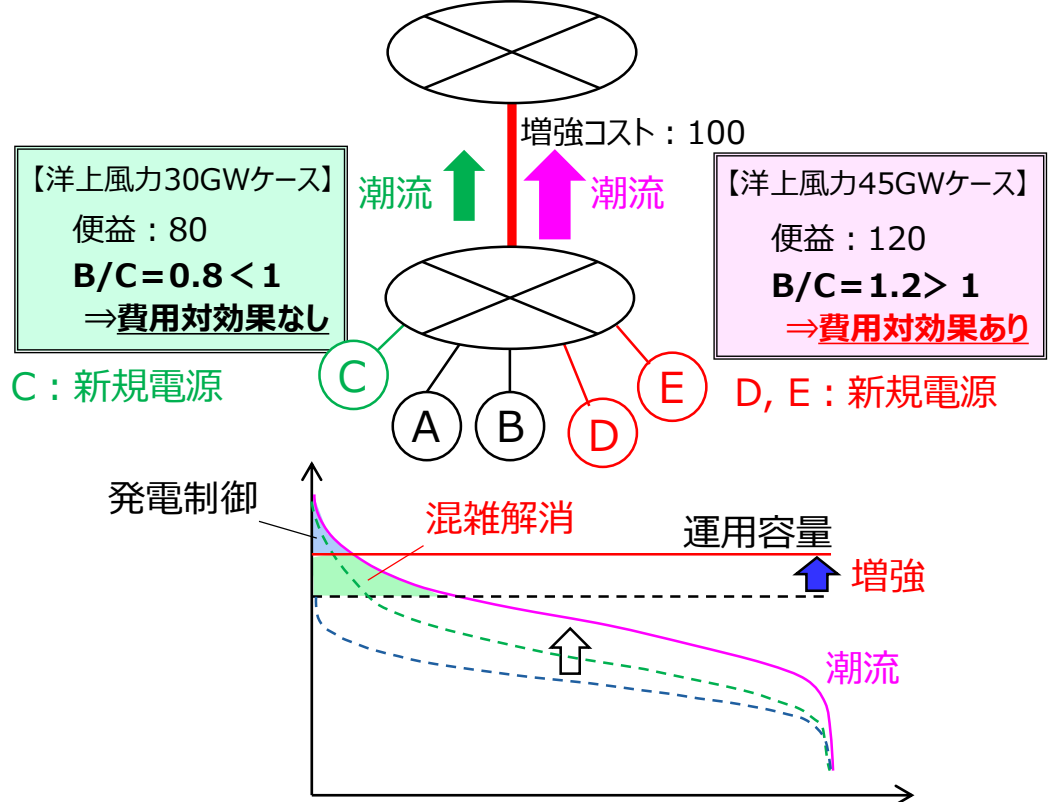 増強コスト：100
【洋上風力30GWケース】
便益：80
B/C=0.8＜1
⇒費用対効果なし
潮流
潮流
【洋上風力45GWケース】
便益：120
B/C=1.2＞ 1
⇒費用対効果あり
C
A
B
D
E
C：新規電源
D, E：新規電源
発電制御
混雑解消
運用容量
増強
潮流